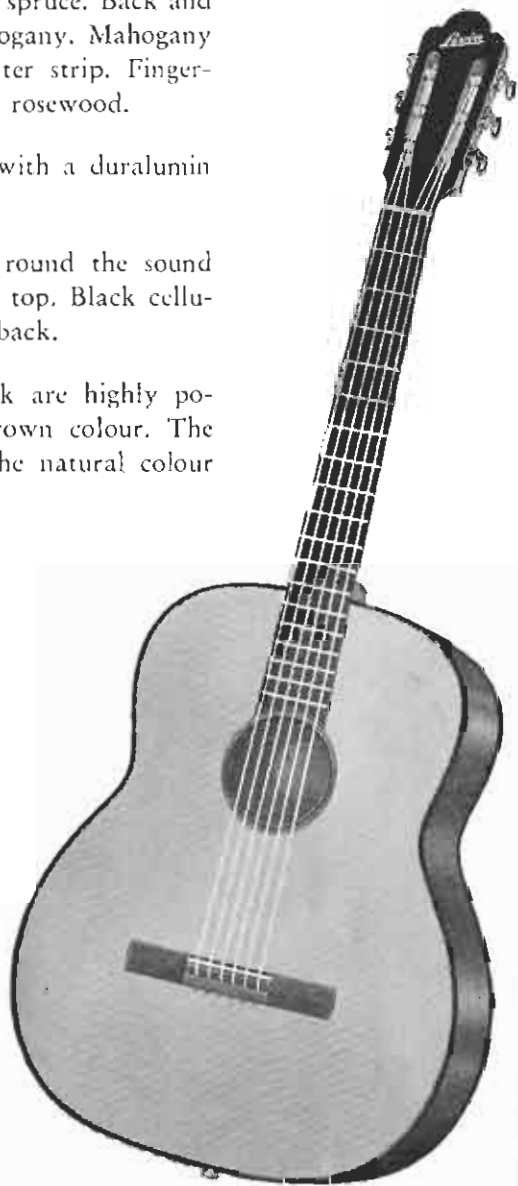 spruce. Back and
ogany. Mahogany
ter strip. Finger-
rosewood.
with a duralumin
round the sound
top. Black cellu-
back.
k are highly po-
rown colour. The
he natural colour